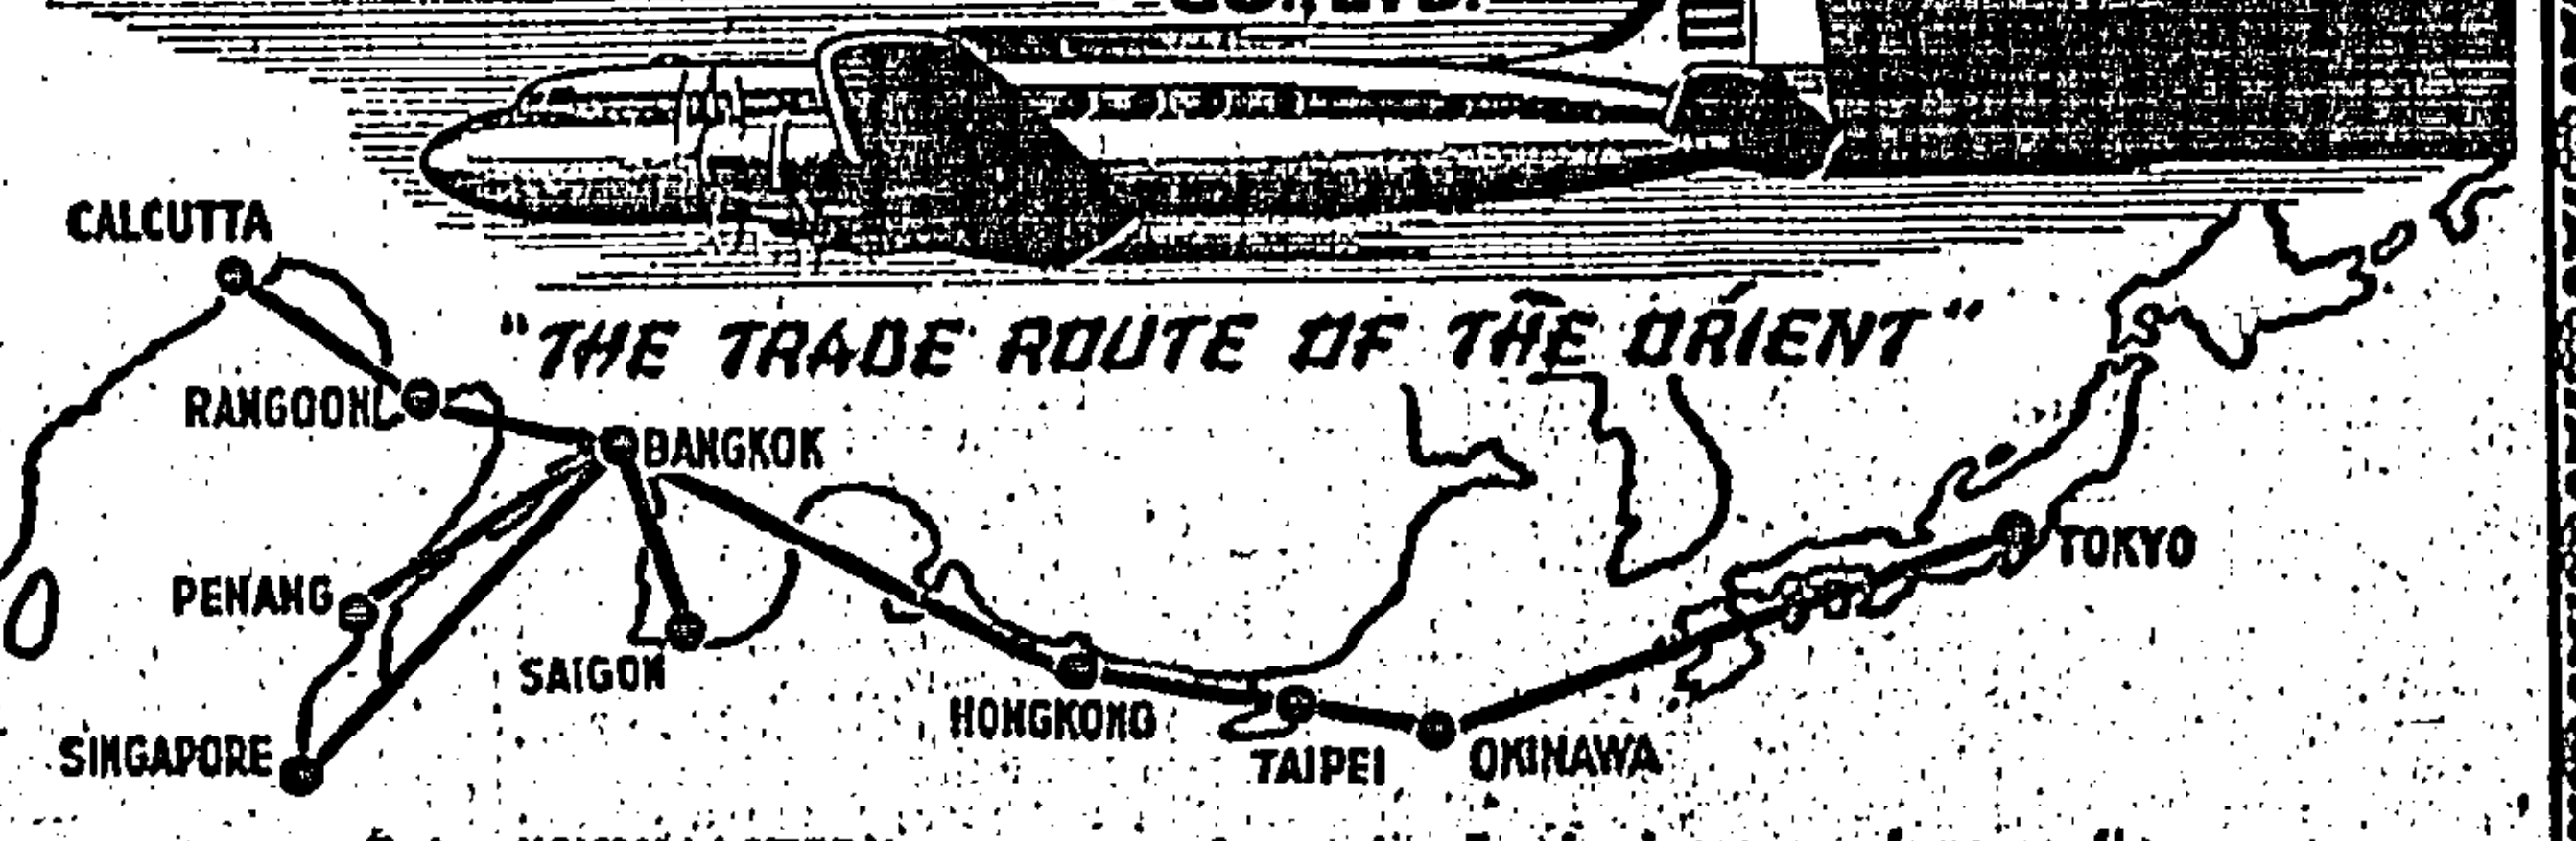 CALCUTTA
"THE TRADE ROUTE OF THE ORIENT"
RANGOON
BANGKOK
TOKYO
PENANG
SAIGON
HONGKONG
SINGAPORE
TAIPEI
OKINAWA